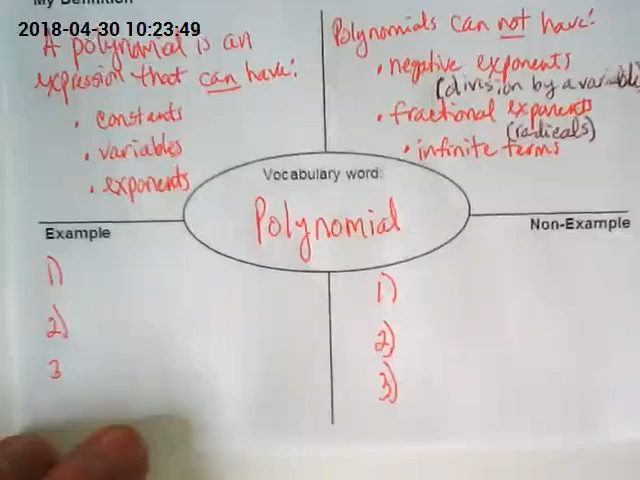 My Definition
2018-04-30 10:23:49
A polynomial is an
expression that can have:
. constants
. variables
. exponents
Polynomials can not have:
• negative exponents
(division by a variable)
• fractional exponents
(radicals)
• infinite terms
Vocabulary word:
Polynomial
Example
1)
2)
3
Non-Example
1)
2)
3)